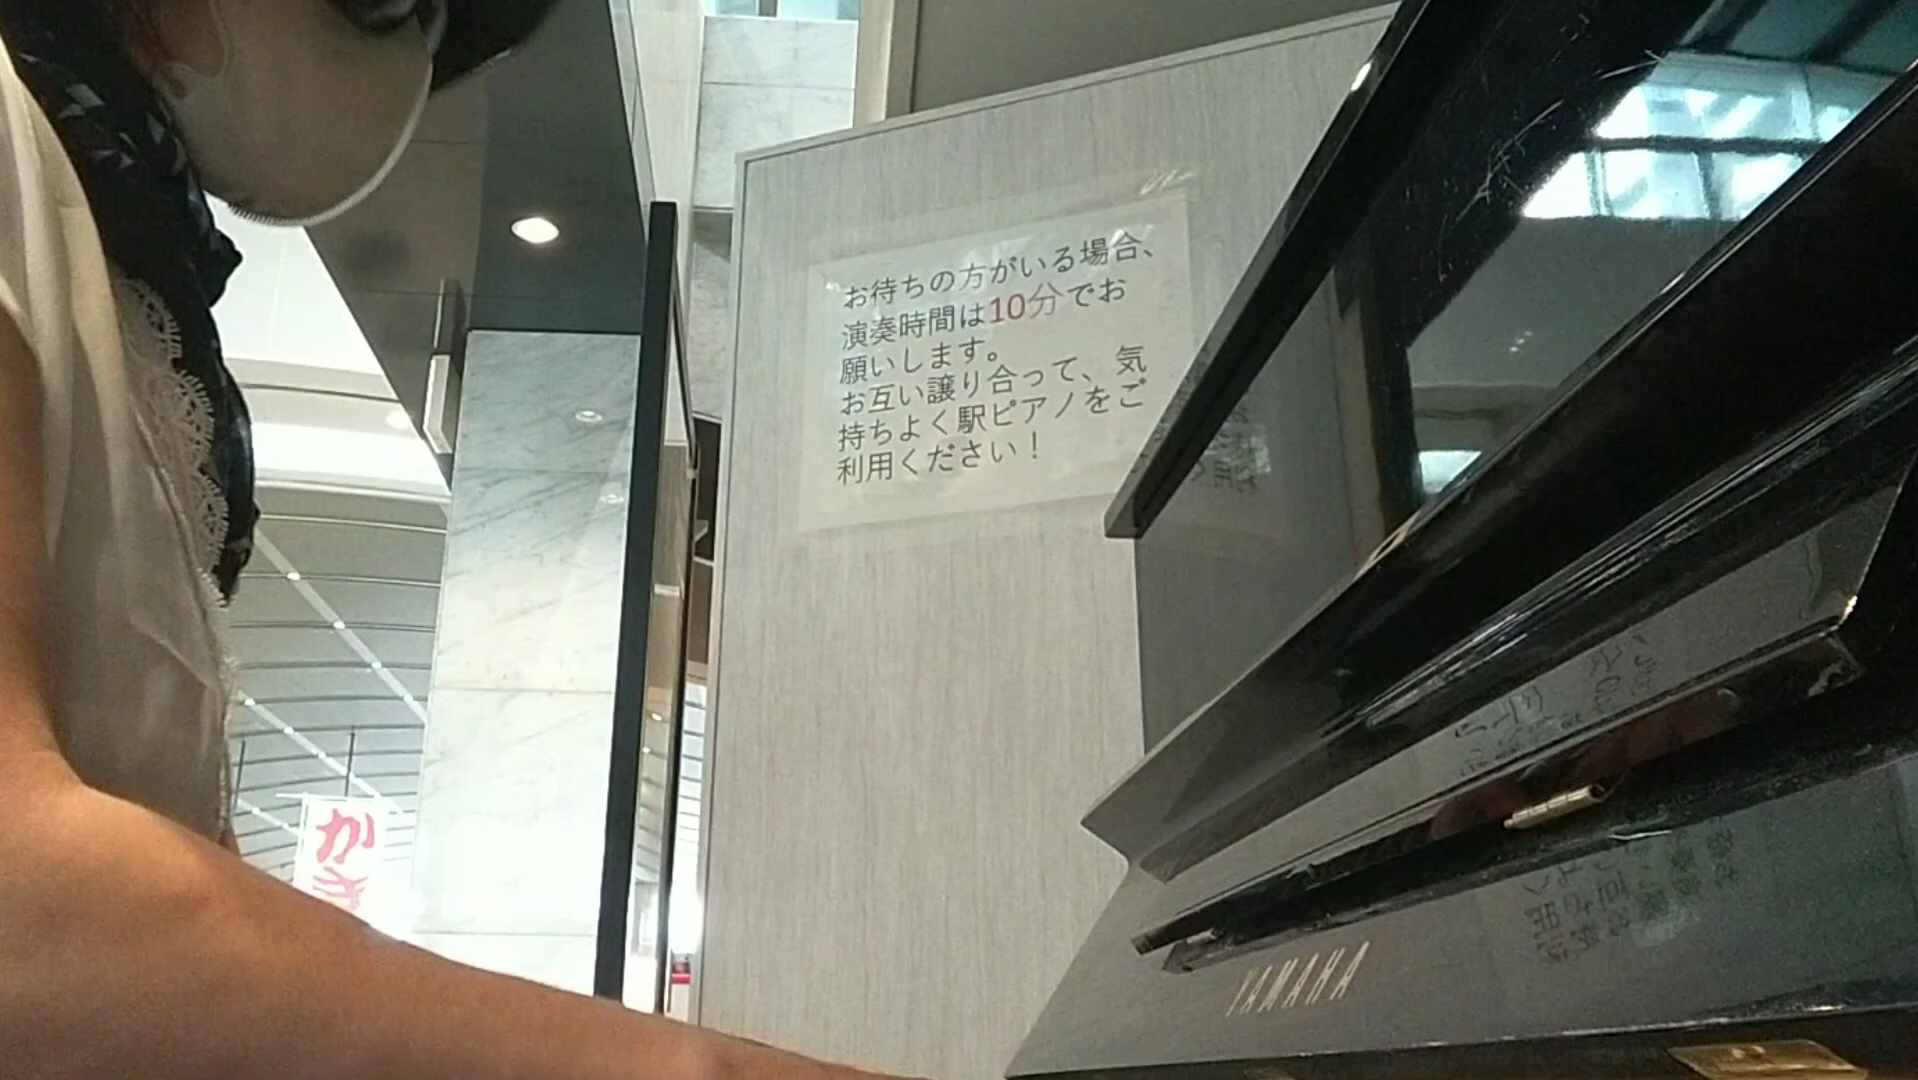 お待ちの方がいる場合、
演奏時間は10分でお
願いします。
お互い譲り合って、気
持ちよく駅ピアノをご
利用ください！
かき
YAMAHA